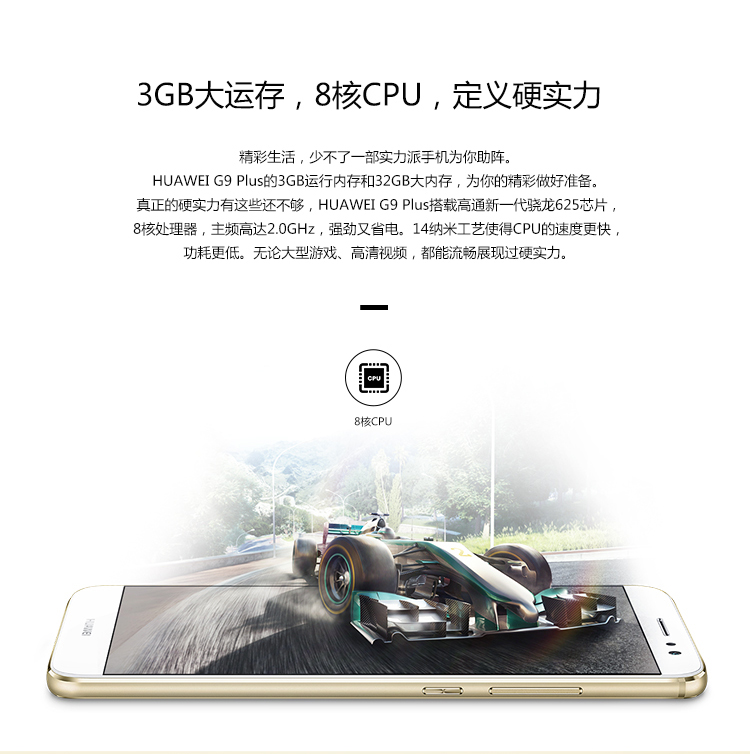 3GB大运存，8核CPU，定义硬实力
精彩生活，少不了一部实力派手机为你助阵。
HUAWEI G9 Plus的3GB运行内存和32GB大内存，为你的精彩做好准备。
真正的硬实力有这些还不够，HUAWEI G9 Plus搭载高通新一代骁龙625芯片，
8核处理器，主频高达2.0GHz，强劲又省电。14纳米工艺使得CPU的速度更快，
功耗更低。无论大型游戏、高清视频，都能流畅展现过硬实力。
CPU
8核CPU
HUAWEI